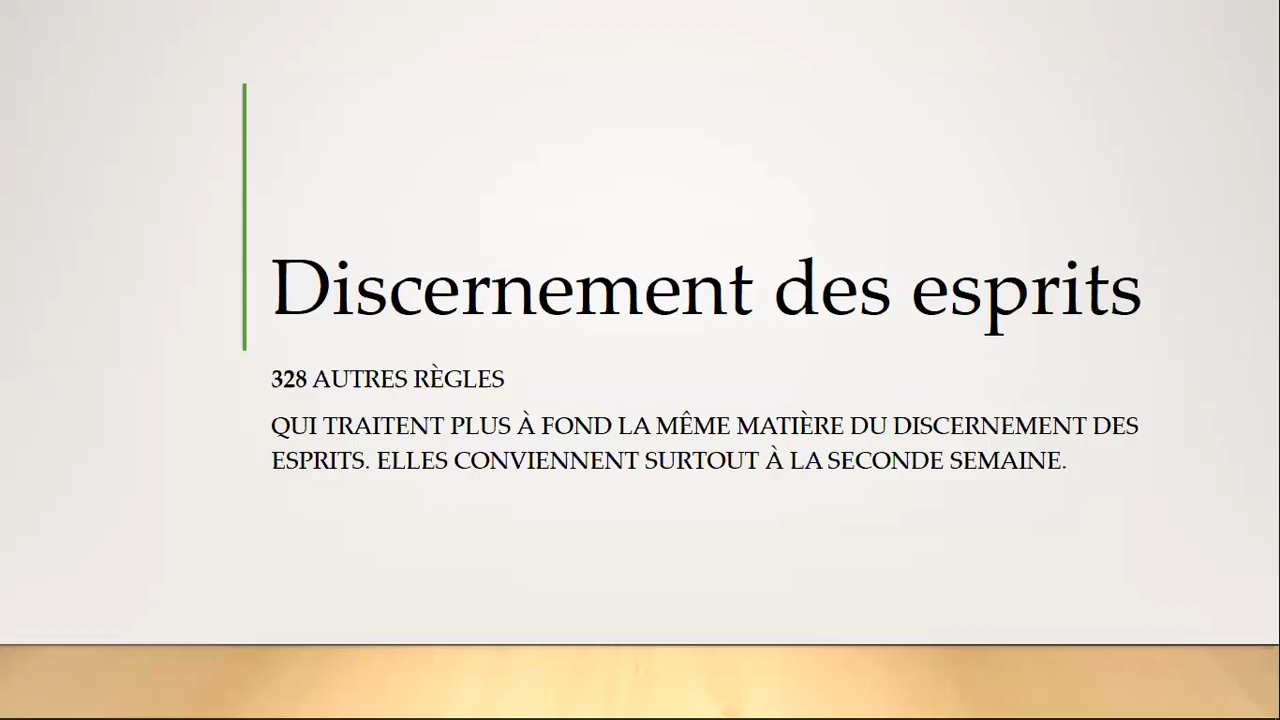 Discernement des esprits
328 AUTRES RÈGLES
QUI TRAITENT PLUS À FOND LA MÊME MATIÈRE DU DISCERNEMENT DES
ESPRITS. ELLES CONVIENNENT SURTOUT À LA SECONDE SEMAINE.